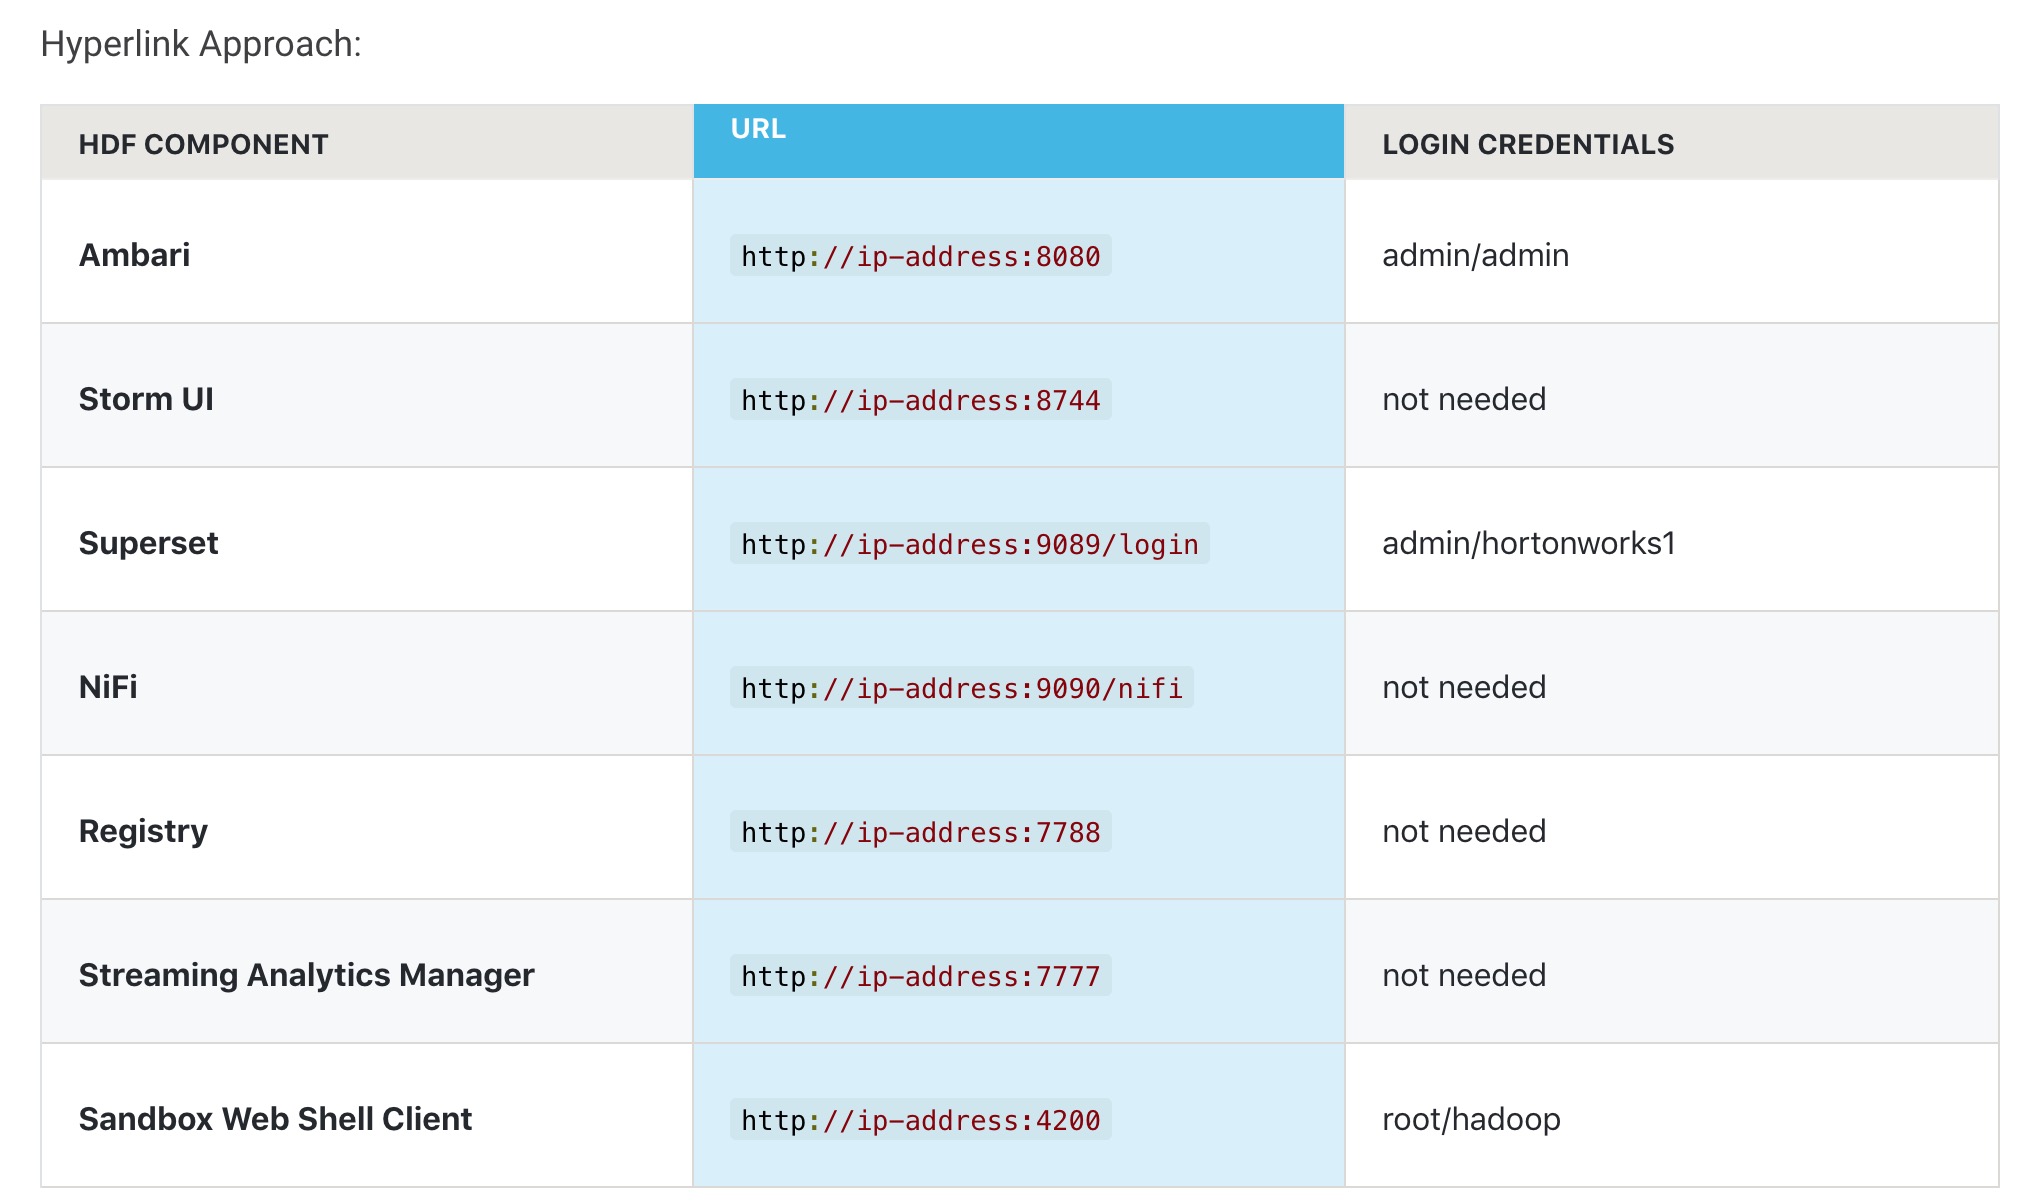 Hyperlink Approach:
HDF COMPONENT URL LOGIN CREDENTIALS
Ambari http://ip-address:8080 admin/admin
Storm UI http://ip-address:8744 not needed
Superset http://ip-address:9089/login admin/hortonworks1
NiFi http://ip-address:9090/nifi not needed
Registry http://ip-address:7788 not needed
Streaming Analytics Manager http://ip-address:7777 not needed
Sandbox Web Shell Client http://ip-address:4200 root/hadoop